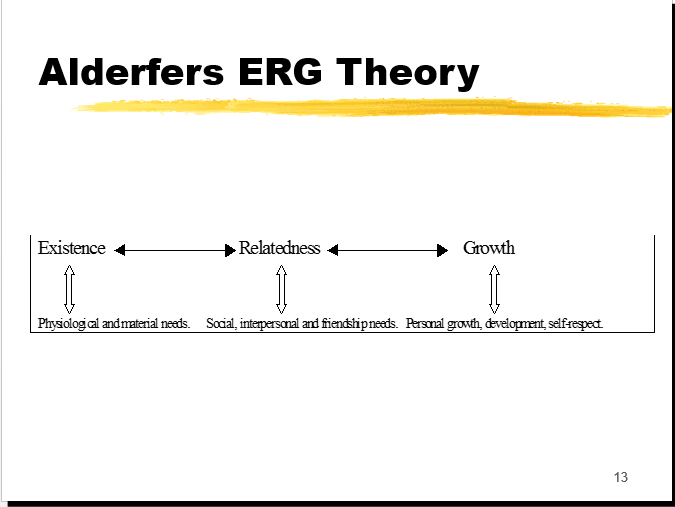 Alderfers ERG Theory
Existence Relatedness Growth
Physiological and material needs. Social, interpersonal and friendship needs. Personal growth, development, self-respect.
13